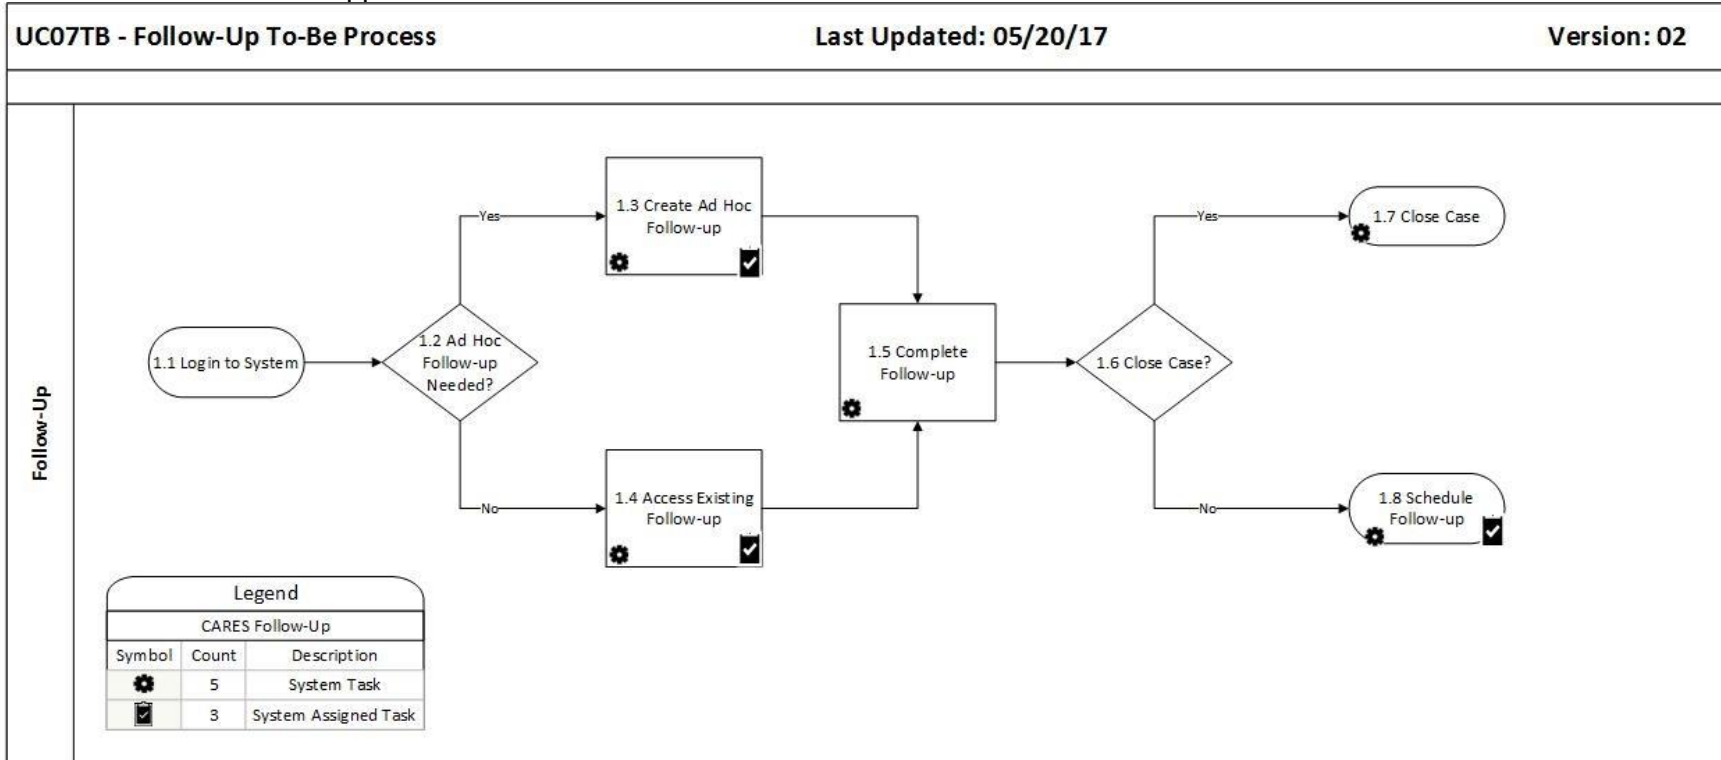 UC07TB - Follow-Up To-Be Process
Last Updated: 05/20/17
Version: 02
Follow-Up
1.1 Login to System
1.2 Ad Hoc
Follow-up
Needed?
Yes
1.3 Create Ad Hoc
Follow-up
No
1.4 Access Existing
Follow-up
1.5 Complete
Follow-up
1.6 Close Case?
Yes
1.7 Close Case
No
1.8 Schedule
Follow-up
Legend
CARES Follow-Up
Symbol Count Description
5 System Task
3 System Assigned Task